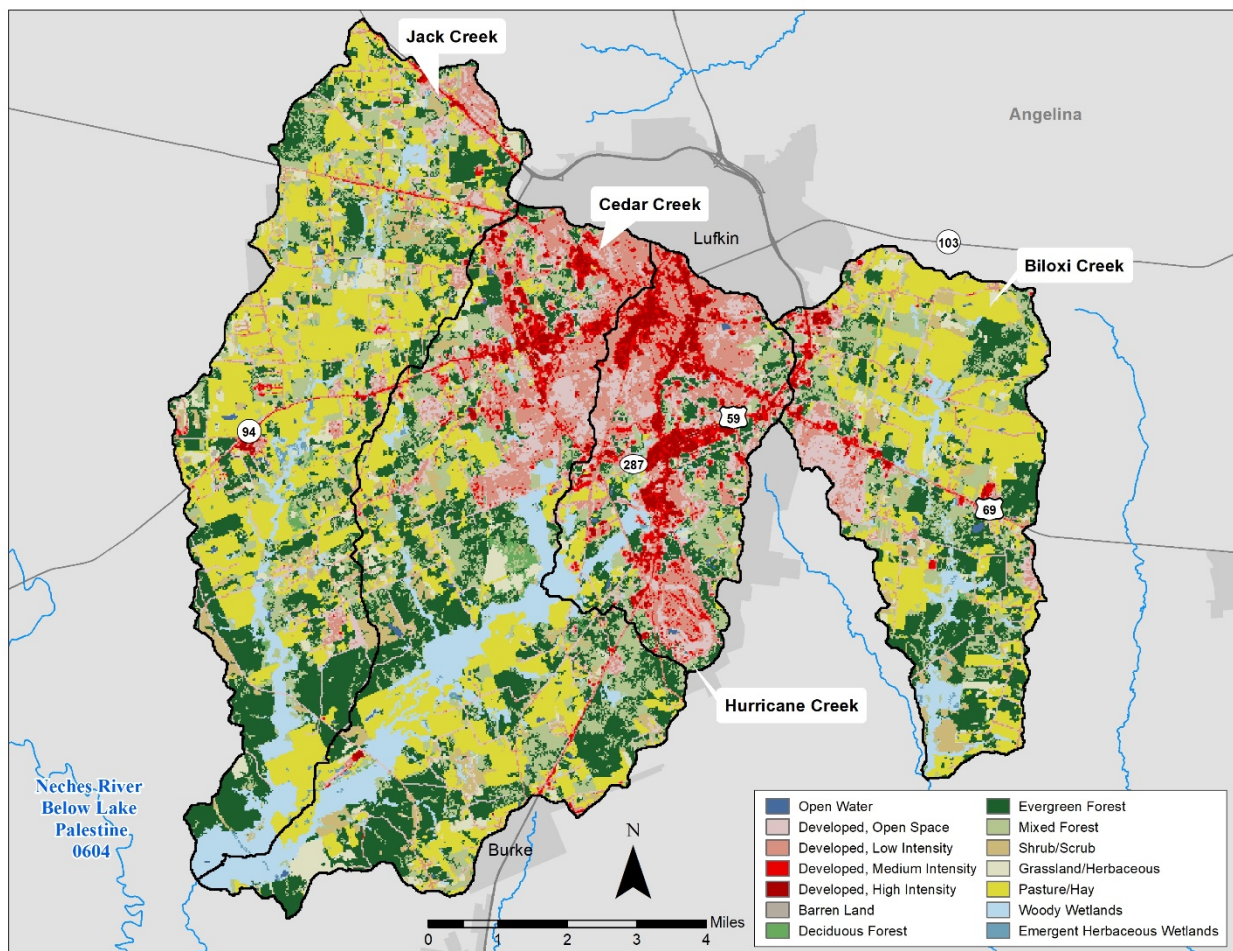 Jack Creek
Angelina
Cedar Creek
Lufkin
103
Biloxi Creek
94
59
287
69
Hurricane Creek
Neches River
Below Lake
Palestine
0604
Burke
N
Miles
0 1 2 3 4
Open Water
Developed, Open Space
Developed, Low Intensity
Developed, Medium Intensity
Developed, High Intensity
Barren Land
Deciduous Forest
Evergreen Forest
Mixed Forest
Shrub/Scrub
Grassland/Herbaceous
Pasture/Hay
Woody Wetlands
Emergent Herbaceous Wetlands